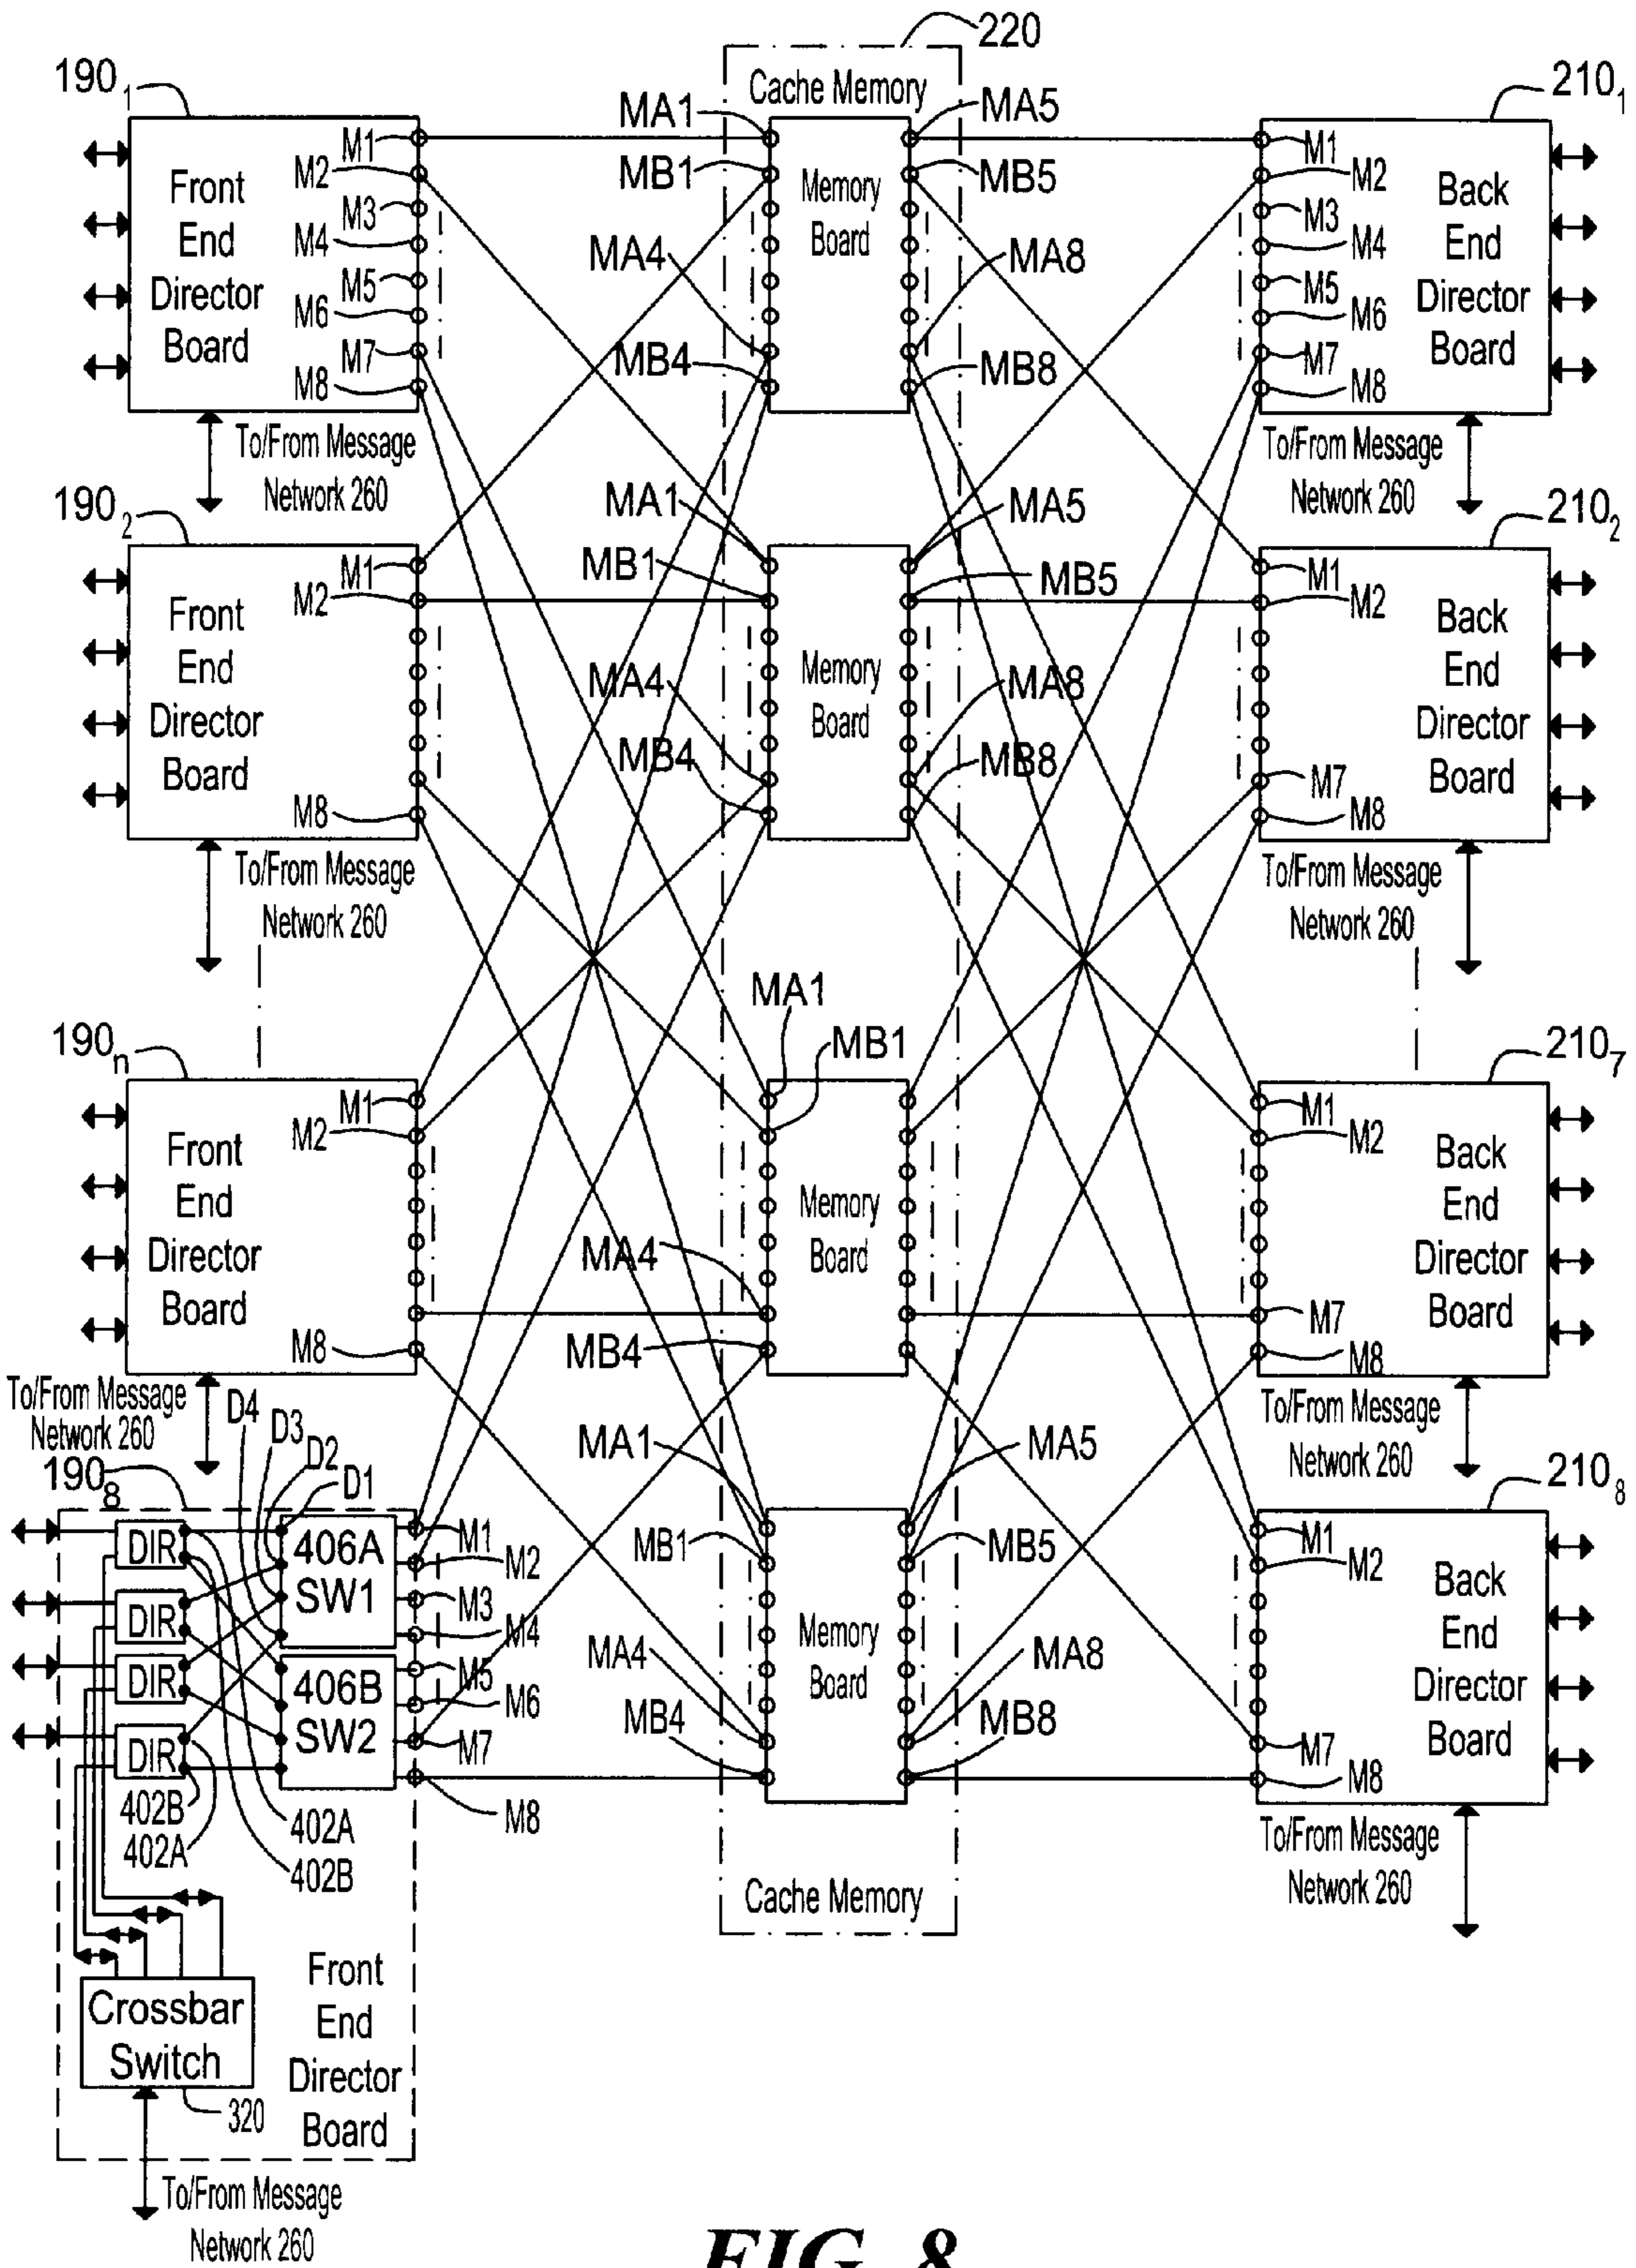 220
190₁
Cache Memory
210₁
MA1
MA5
M1
M1
Front
End
Director
Board
M2
MB1
Memory
Board
MB5
M2
Back
End
Director
Board
M3
M3
M4
MA4
MA8
M4
M5
M5
M6
M6
M7
MB4
MB8
M7
M8
M8
To/From Message
Network 260
To/From Message
Network 260
190₂
MA1
MA5
210₂
M1
MB1
MB5
M1
M2
M2
Front
End
Director
Board
Memory
Board
Back
End
Director
Board
MA4
MA8
MB4
MB8
M7
M8
M8
To/From Message
Network 260
To/From Message
Network 260
MA1
190n
MB1
210₇
M1
M1
M2
M2
Front
End
Director
Board
Memory
Board
Back
End
Director
Board
MA4
M7
M8
MB4
M8
To/From Message
Network 260
To/From Message
Network 260
D4
D3
D2
D1
190₈
MA1
MA5
210₈
DIR
406A
SW1
M1
MB1
MB5
M1
M2
M2
DIR
M3
Memory
Board
Back
End
Director
Board
M4
DIR
406B
SW2
M5
MA4
MA8
M6
DIR
M7
MB4
MB8
M7
M8
M8
402B
402A
402A
402B
To/From Message
Network 260
Cache Memory
Crossbar
Switch
Front
End
Director
Board
320
To/From Message
Network 260
FIG. 8